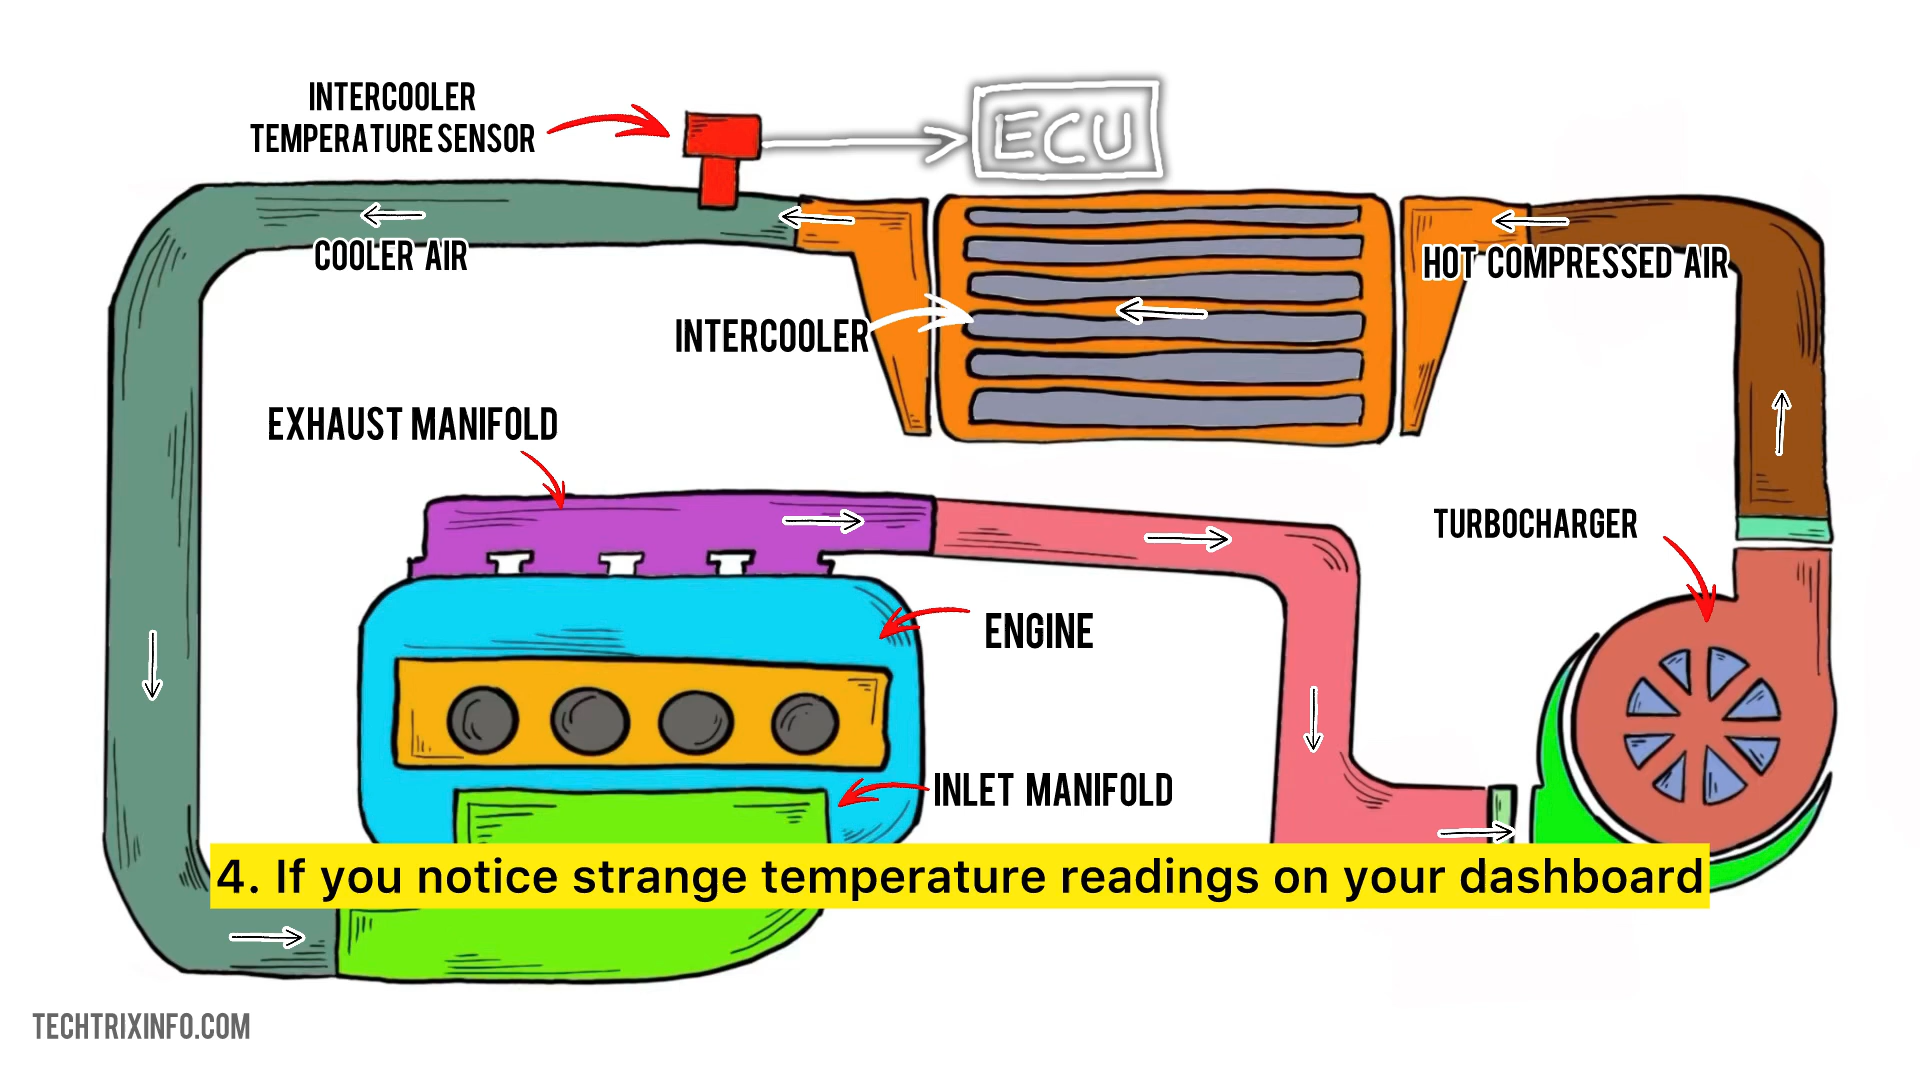 INTERCOOLER
TEMPERATURE SENSOR
ECU
COOLER AIR
HOT COMPRESSED AIR
INTERCOOLER
EXHAUST MANIFOLD
TURBOCHARGER
ENGINE
INLET MANIFOLD
4. If you notice strange temperature readings on your dashboard
TECHTRIXINFO.COM